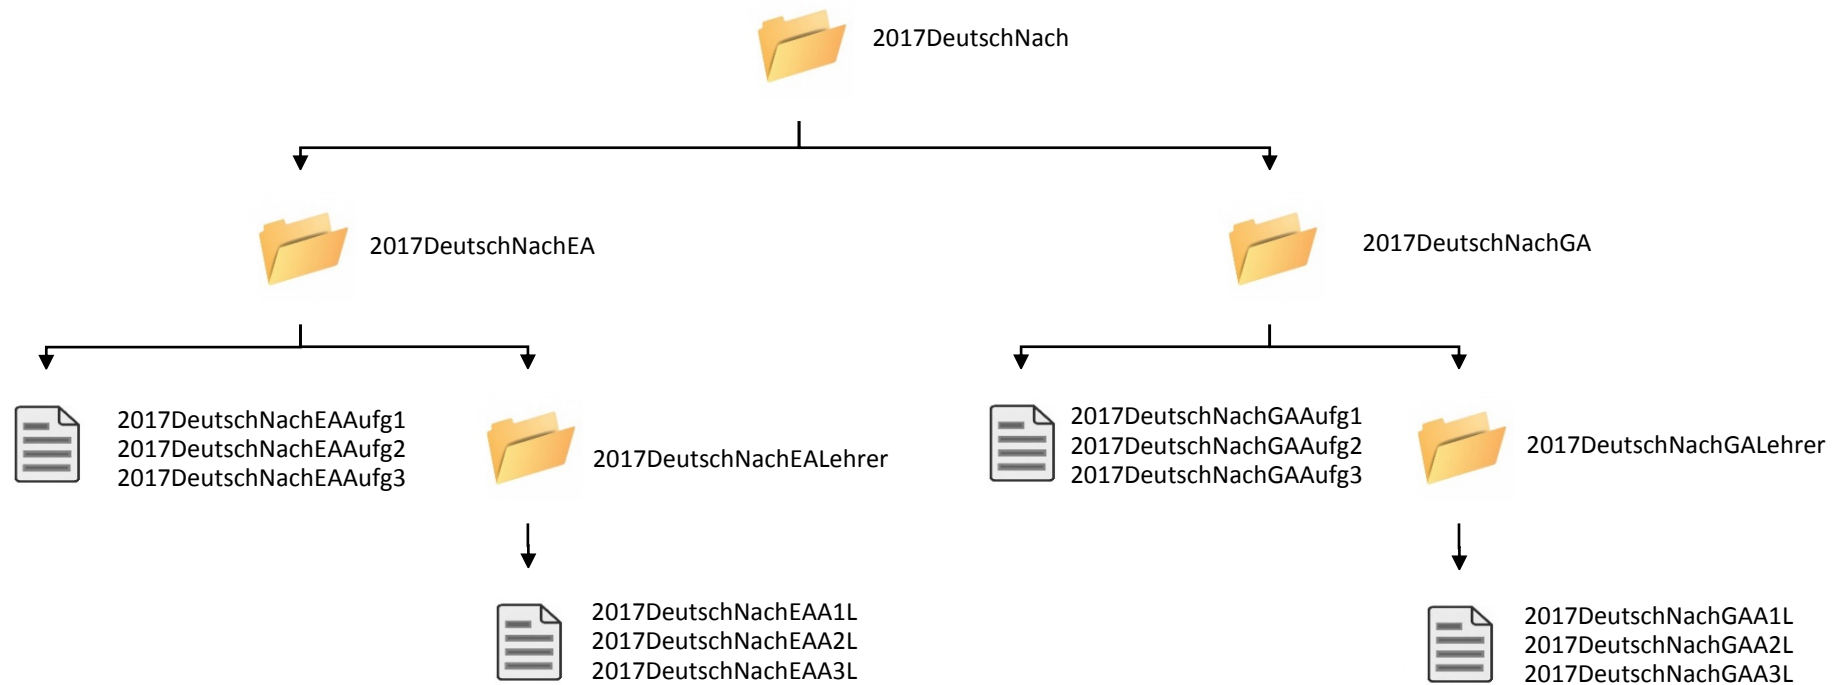 2017DeutschNach
2017DeutschNachEA
2017DeutschNachGA
2017DeutschNachEAAufg1
2017DeutschNachEAAufg2
2017DeutschNachEAAufg3
2017DeutschNachEALehrer
2017DeutschNachGAAufg1
2017DeutschNachGAAufg2
2017DeutschNachGAAufg3
2017DeutschNachGALehrer
2017DeutschNachEAA1L
2017DeutschNachEAA2L
2017DeutschNachEAA3L
2017DeutschNachGAA1L
2017DeutschNachGAA2L
2017DeutschNachGAA3L